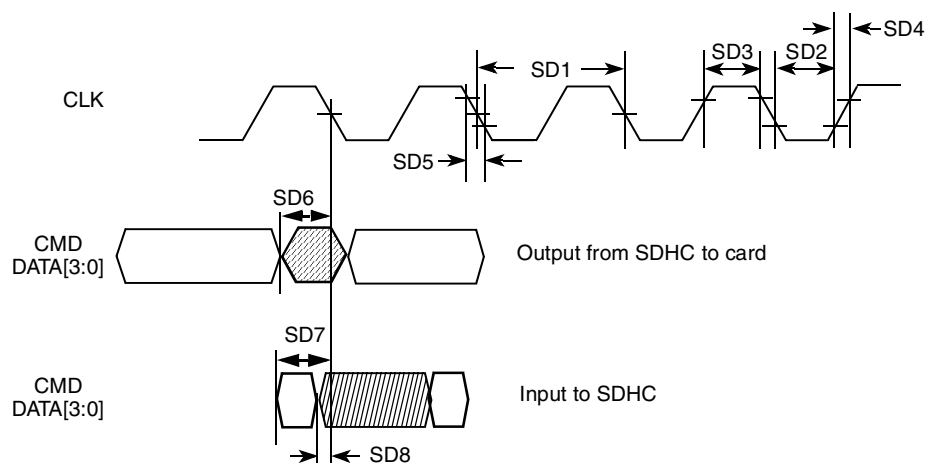 SD4
SD3
SD2
SD1
CLK
SD5
SD6
CMD
DATA[3:0]
Output from SDHC to card
SD7
CMD
DATA[3:0]
Input to SDHC
SD8